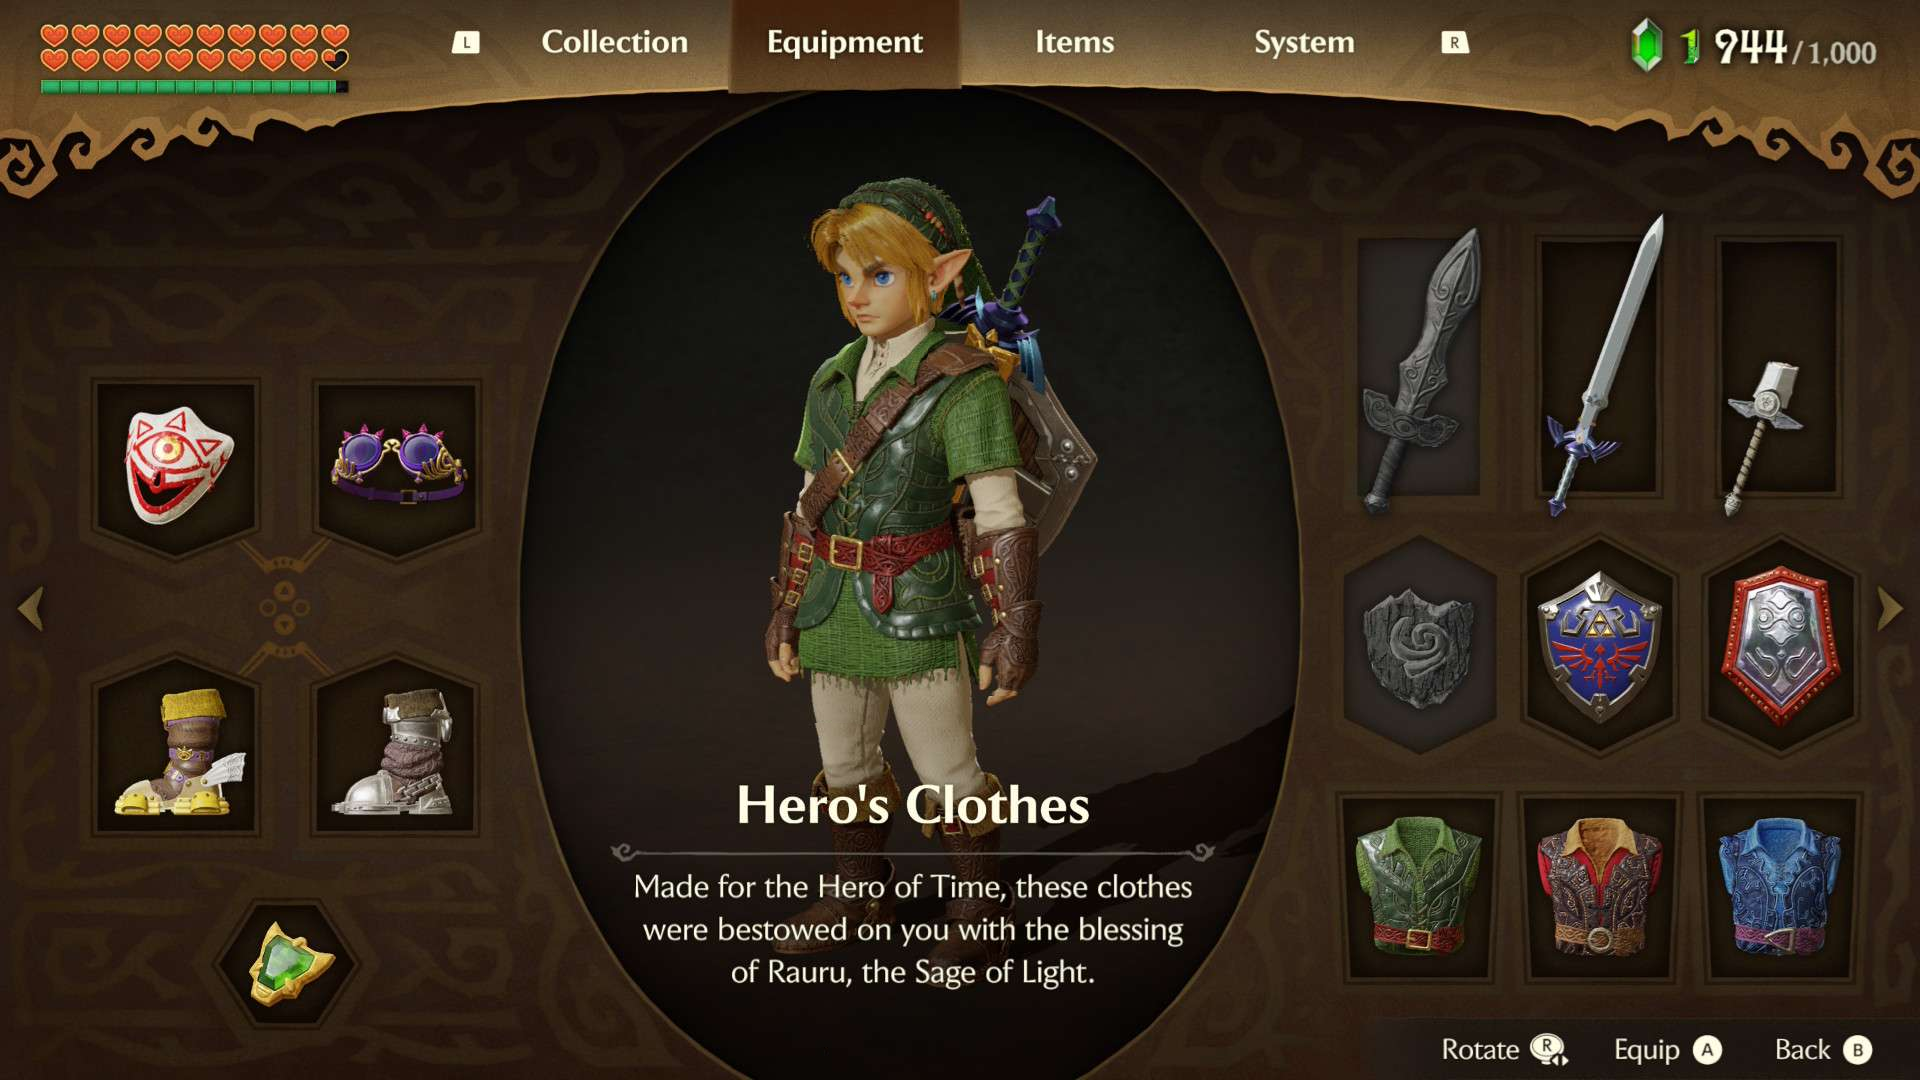 L Collection Equipment Items System R 1 944/1,000
Hero's Clothes
Made for the Hero of Time, these clothes
were bestowed on you with the blessing
of Rauru, the Sage of Light.
Rotate R Equip A Back B